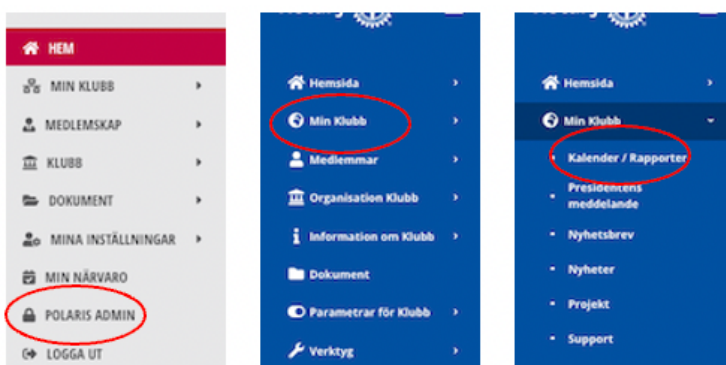 HEM
MIN KLUBB
MEDLEMSKAP
KLUBB
DOKUMENT
MINA INSTÄLLNINGAR
MIN NÄRVARO
POLARIS ADMIN
LOGGA UT
Hemsida
Min Klubb
Medlemmar
Organisation Klubb
Information om Klubb
Dokument
Parametrar för Klubb
Verktyg
Hemsida
Min Klubb
Kalender / Rapporter
Presidentens
meddelande
Nyhetsbrev
Nyheter
Projekt
Support